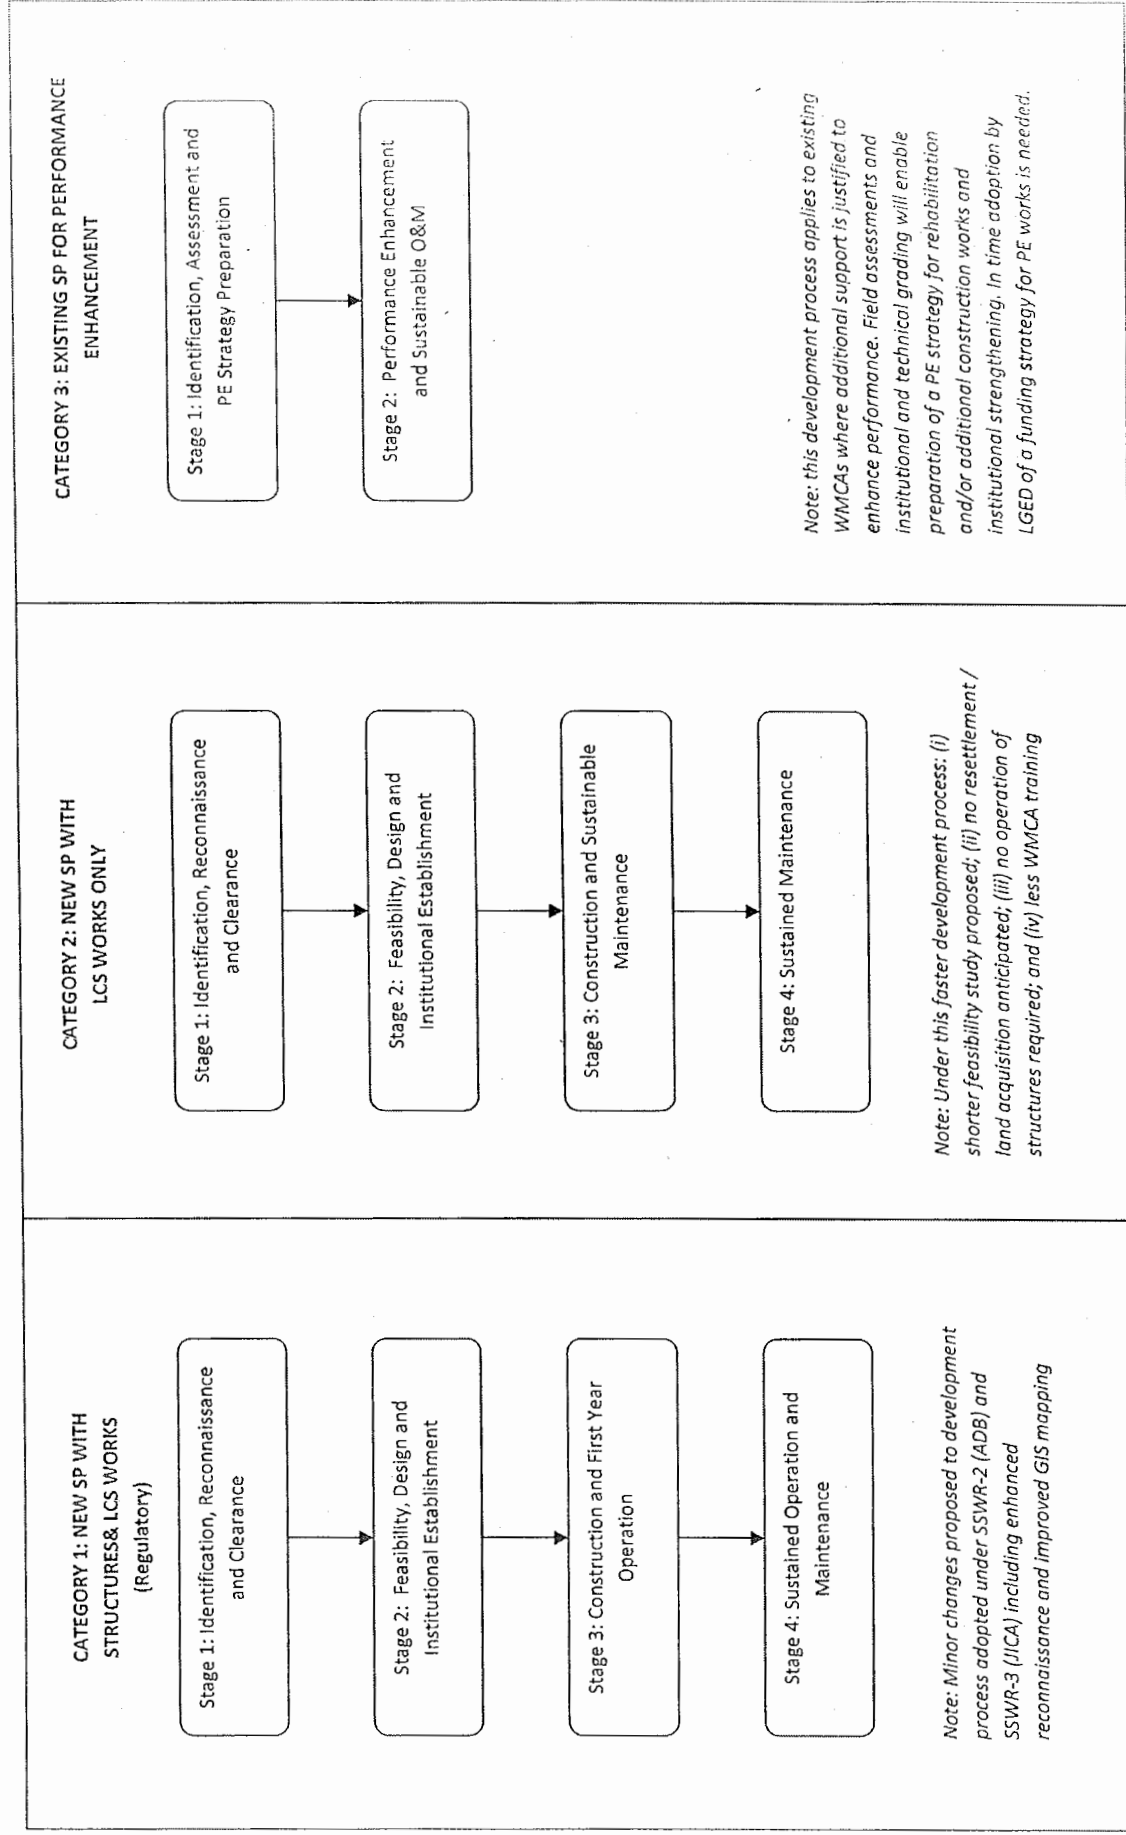 CATEGORY 1: NEW SP WITH
STRUCTURES& LCS WORKS
(Regulatory)
Stage 1: Identification, Reconnaissance
and Clearance
Stage 2: Feasibility, Design and
Institutional Establishment
Stage 3: Construction and First Year
Operation
Stage 4: Sustained Operation and
Maintenance
Note: Minor changes proposed to development
process adopted under SSWR-2 (ADB) and
SSWR-3 (JICA) including enhanced
reconnaissance and improved GIS mapping
CATEGORY 2: NEW SP WITH
LCS WORKS ONLY
Stage 1: Identification, Reconnaissance
and Clearance
Stage 2: Feasibility, Design and
Institutional Establishment
Stage 3: Construction and Sustainable
Maintenance
Stage 4: Sustained Maintenance
Note: Under this faster development process: (i)
shorter feasibility study proposed; (ii) no resettlement /
land acquisition anticipated; (iii) no operation of
structures required; and (iv) less WMCA training
CATEGORY 3: EXISTING SP FOR PERFORMANCE
ENHANCEMENT
Stage 1: Identification, Assessment and
PE Strategy Preparation
Stage 2: Performance Enhancement
and Sustainable O&M
Note: this development process applies to existing
WMCAs where additional support is justified to
enhance performance. Field assessments and
institutional and technical grading will enable
preparation of a PE strategy for rehabilitation
and/or additional construction works and
institutional strengthening. In time adoption by
LGED of a funding strategy for PE works is needed.